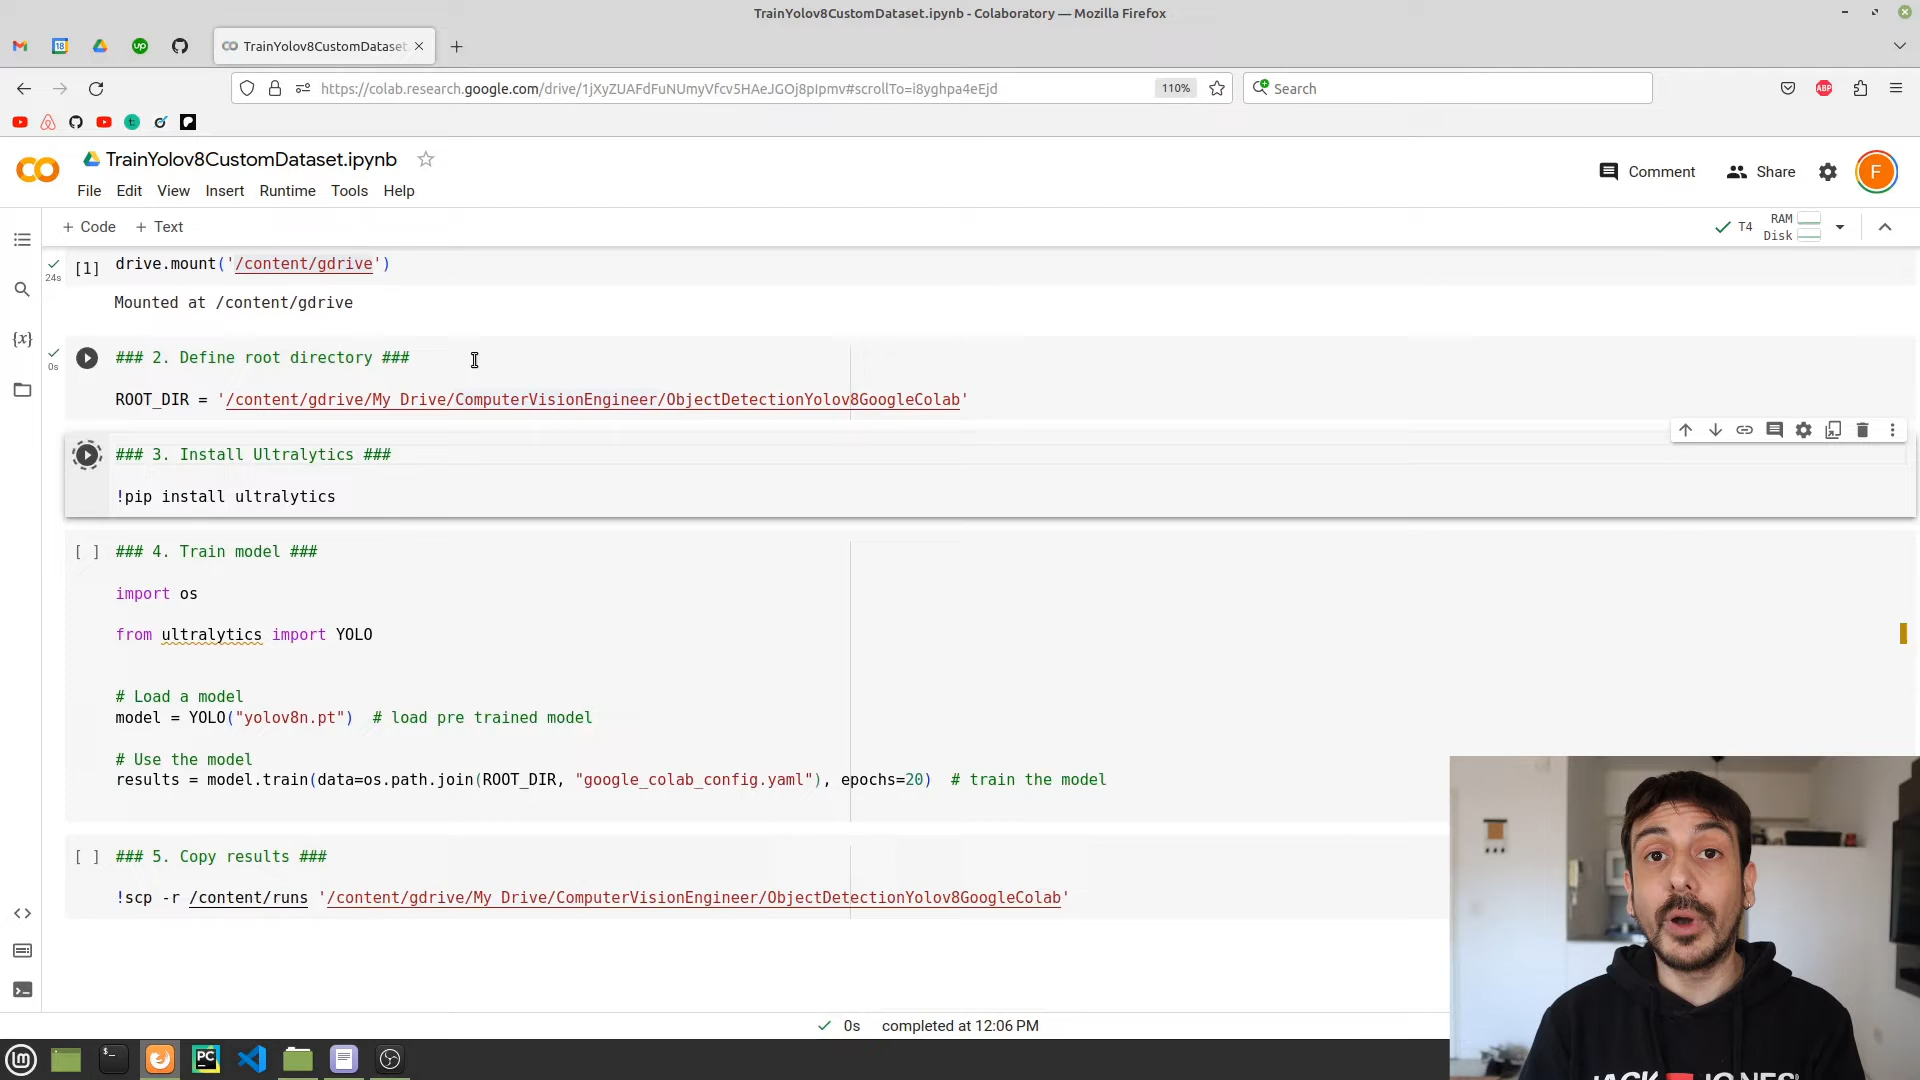 TrainYolov8CustomDataset.ipynb - Colaboratory — Mozilla Firefox
TrainYolov8CustomDataset
https://colab.research.google.com/drive/1jXyZUAFdFuNUmyVfcv5HAeJGOj8pIpmv#scrollTo=i8yghpa4eEjd
110%
Search
ABP
TrainYolov8CustomDataset.ipynb
File Edit View Insert Runtime Tools Help
Comment
Share
F
+ Code + Text
T4
RAM
Disk
24s
[1]
drive.mount('/content/gdrive')
Mounted at /content/gdrive
0s
### 2. Define root directory ###
ROOT_DIR = '/content/gdrive/My Drive/ComputerVisionEngineer/ObjectDetectionYolov8GoogleColab'
### 3. Install Ultralytics ###
!pip install ultralytics
[ ]
### 4. Train model ###
import os
from ultralytics import YOLO
# Load a model
model = YOLO("yolov8n.pt")  # load pre trained model
# Use the model
results = model.train(data=os.path.join(ROOT_DIR, "google_colab_config.yaml"), epochs=20)  # train the model
[ ]
### 5. Copy results ###
!scp -r /content/runs '/content/gdrive/My Drive/ComputerVisionEngineer/ObjectDetectionYolov8GoogleColab'
0s completed at 12:06 PM
JACK JONES